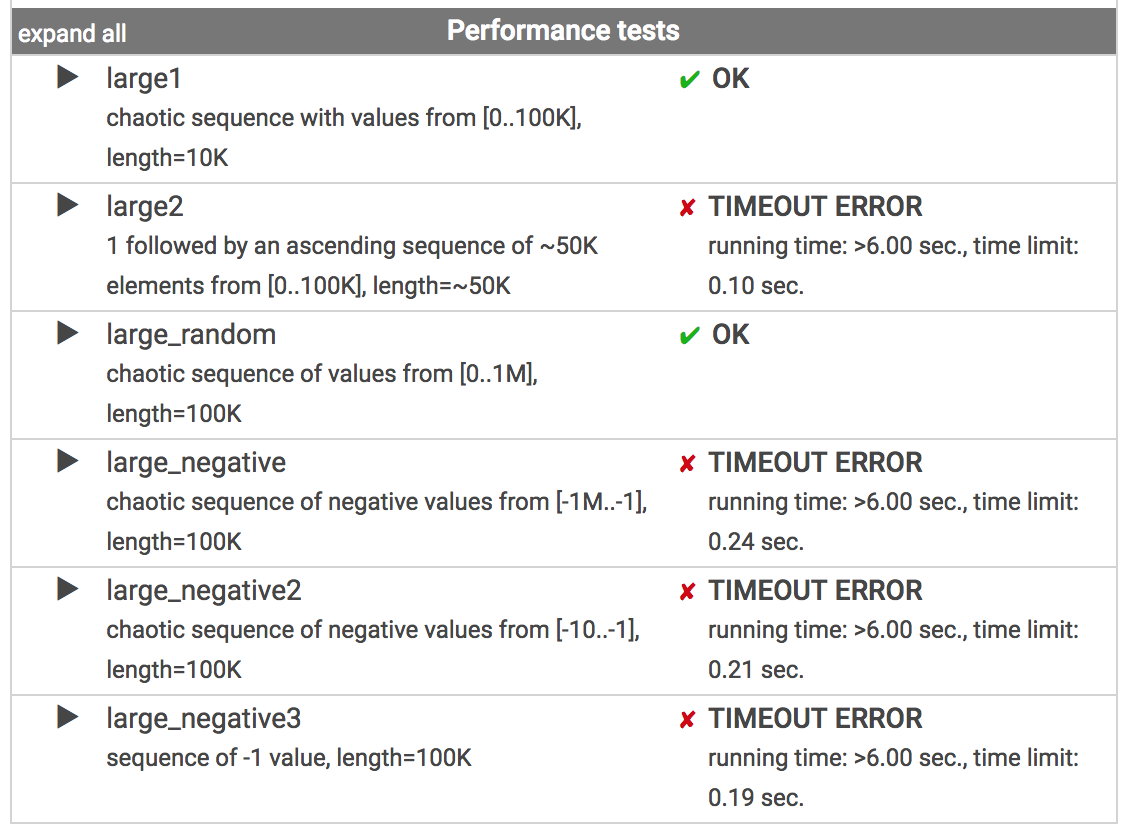 expand all Performance tests
large1 ✔ OK
chaotic sequence with values from [0..100K],
length=10K
large2 ✘ TIMEOUT ERROR
1 followed by an ascending sequence of ~50K running time: >6.00 sec., time limit:
elements from [0..100K], length=~50K 0.10 sec.
large_random ✔ OK
chaotic sequence of values from [0..1M],
length=100K
large_negative ✘ TIMEOUT ERROR
chaotic sequence of negative values from [-1M..-1], running time: >6.00 sec., time limit:
length=100K 0.24 sec.
large_negative2 ✘ TIMEOUT ERROR
chaotic sequence of negative values from [-10..-1], running time: >6.00 sec., time limit:
length=100K 0.21 sec.
large_negative3 ✘ TIMEOUT ERROR
sequence of -1 value, length=100K running time: >6.00 sec., time limit:
0.19 sec.